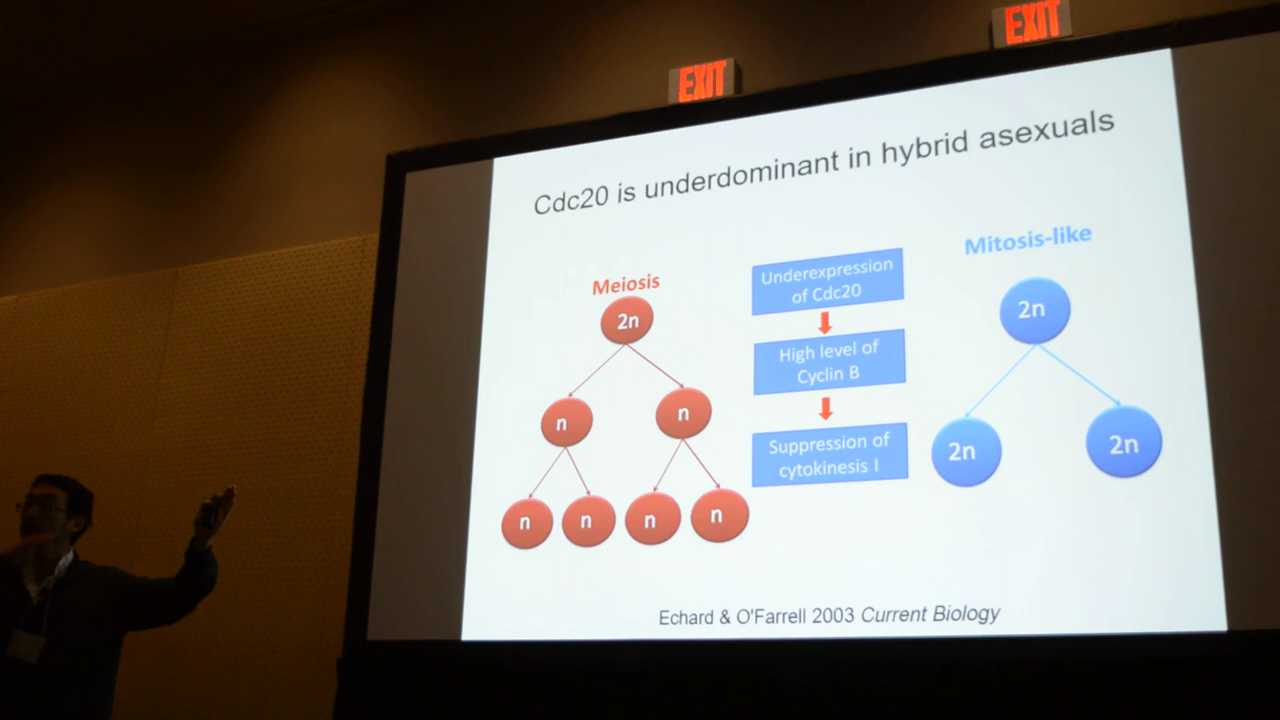 EXIT
EXIT
Cdc20 is underdominant in hybrid asexuals
Meiosis
2n
n
n
n
n
n
n
Underexpression
of Cdc20
High level of
Cyclin B
Suppression of
cytokinesis I
Mitosis-like
2n
2n
2n
Echard & O'Farrell 2003 Current Biology